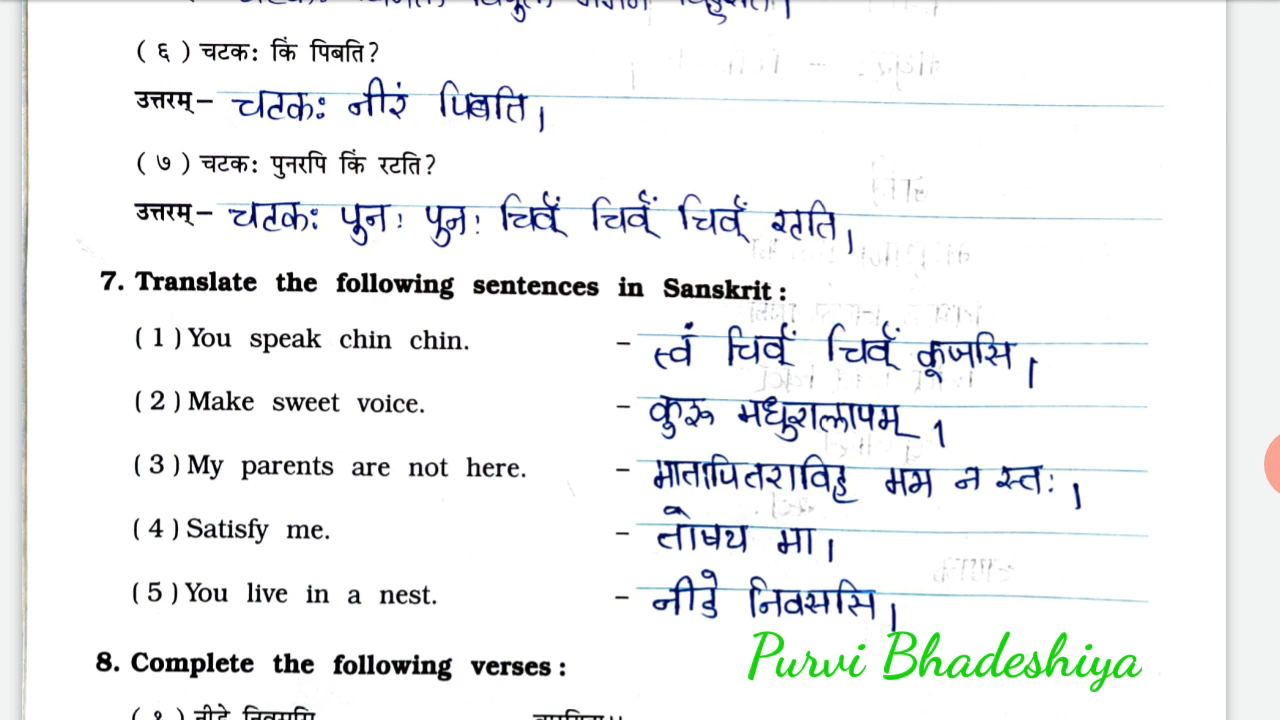 ( ६ ) चटकः किं पिबति?
उत्तरम् – चटकः नीरं पिबति।
( ७ ) चटकः पुनरपि किं रटति?
उत्तरम् – चटकः पुनः पुनः चिँव् चिँव् चिँव् रटति।
7. Translate the following sentences in Sanskrit :
( 1 ) You speak chin chin. – त्वं चिँव् चिँव् कूजसि।
( 2 ) Make sweet voice. – कुरु मधुरालापम्।
( 3 ) My parents are not here. – मातापितराविह मम न स्तः।
( 4 ) Satisfy me. – तोषय मा।
( 5 ) You live in a nest. – नीडे निवससि।
Purvi Bhadeshiya
8. Complete the following verses :